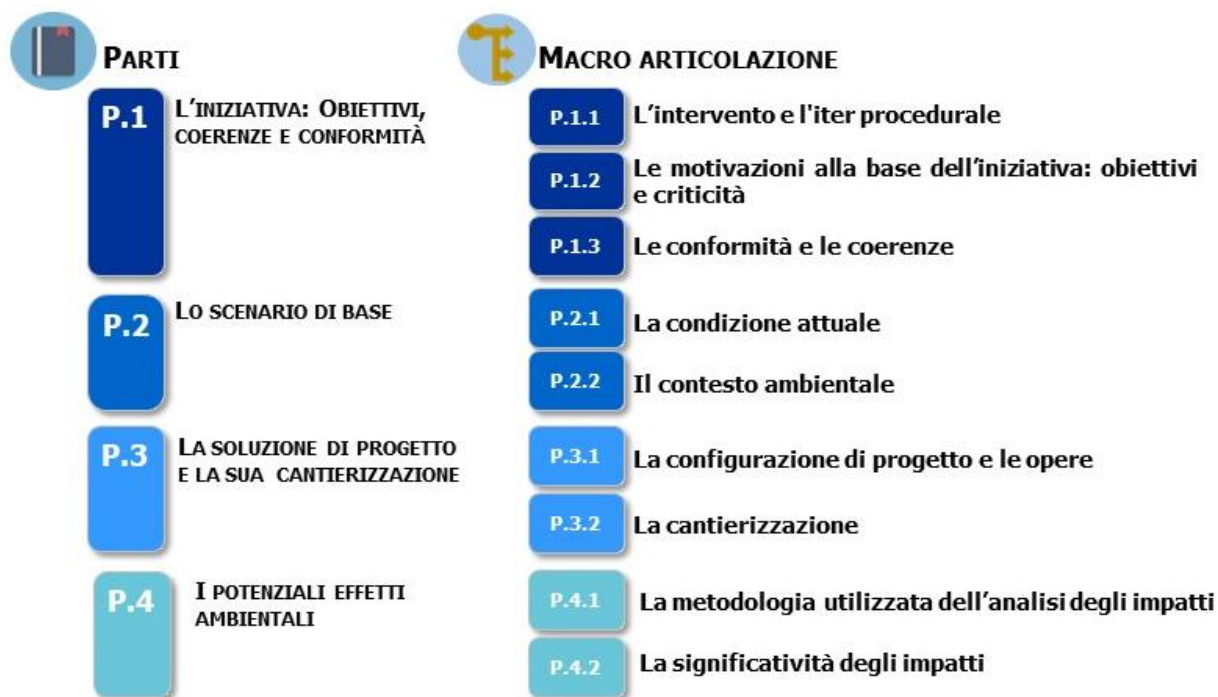 PARTI
MACRO ARTICOLAZIONE
P.1
L'INIZIATIVA: OBIETTIVI,
COERENZE E CONFORMITÀ
P.1.1
L'intervento e l'iter procedurale
P.1.2
Le motivazioni alla base dell'iniziativa: obiettivi
e criticità
P.1.3
Le conformità e le coerenze
P.2
LO SCENARIO DI BASE
P.2.1
La condizione attuale
P.2.2
Il contesto ambientale
P.3
LA SOLUZIONE DI PROGETTO
E LA SUA CANTIERIZZAZIONE
P.3.1
La configurazione di progetto e le opere
P.3.2
La cantierizzazione
P.4
I POTENZIALI EFFETTI
AMBIENTALI
P.4.1
La metodologia utilizzata dell'analisi degli impatti
P.4.2
La significatività degli impatti